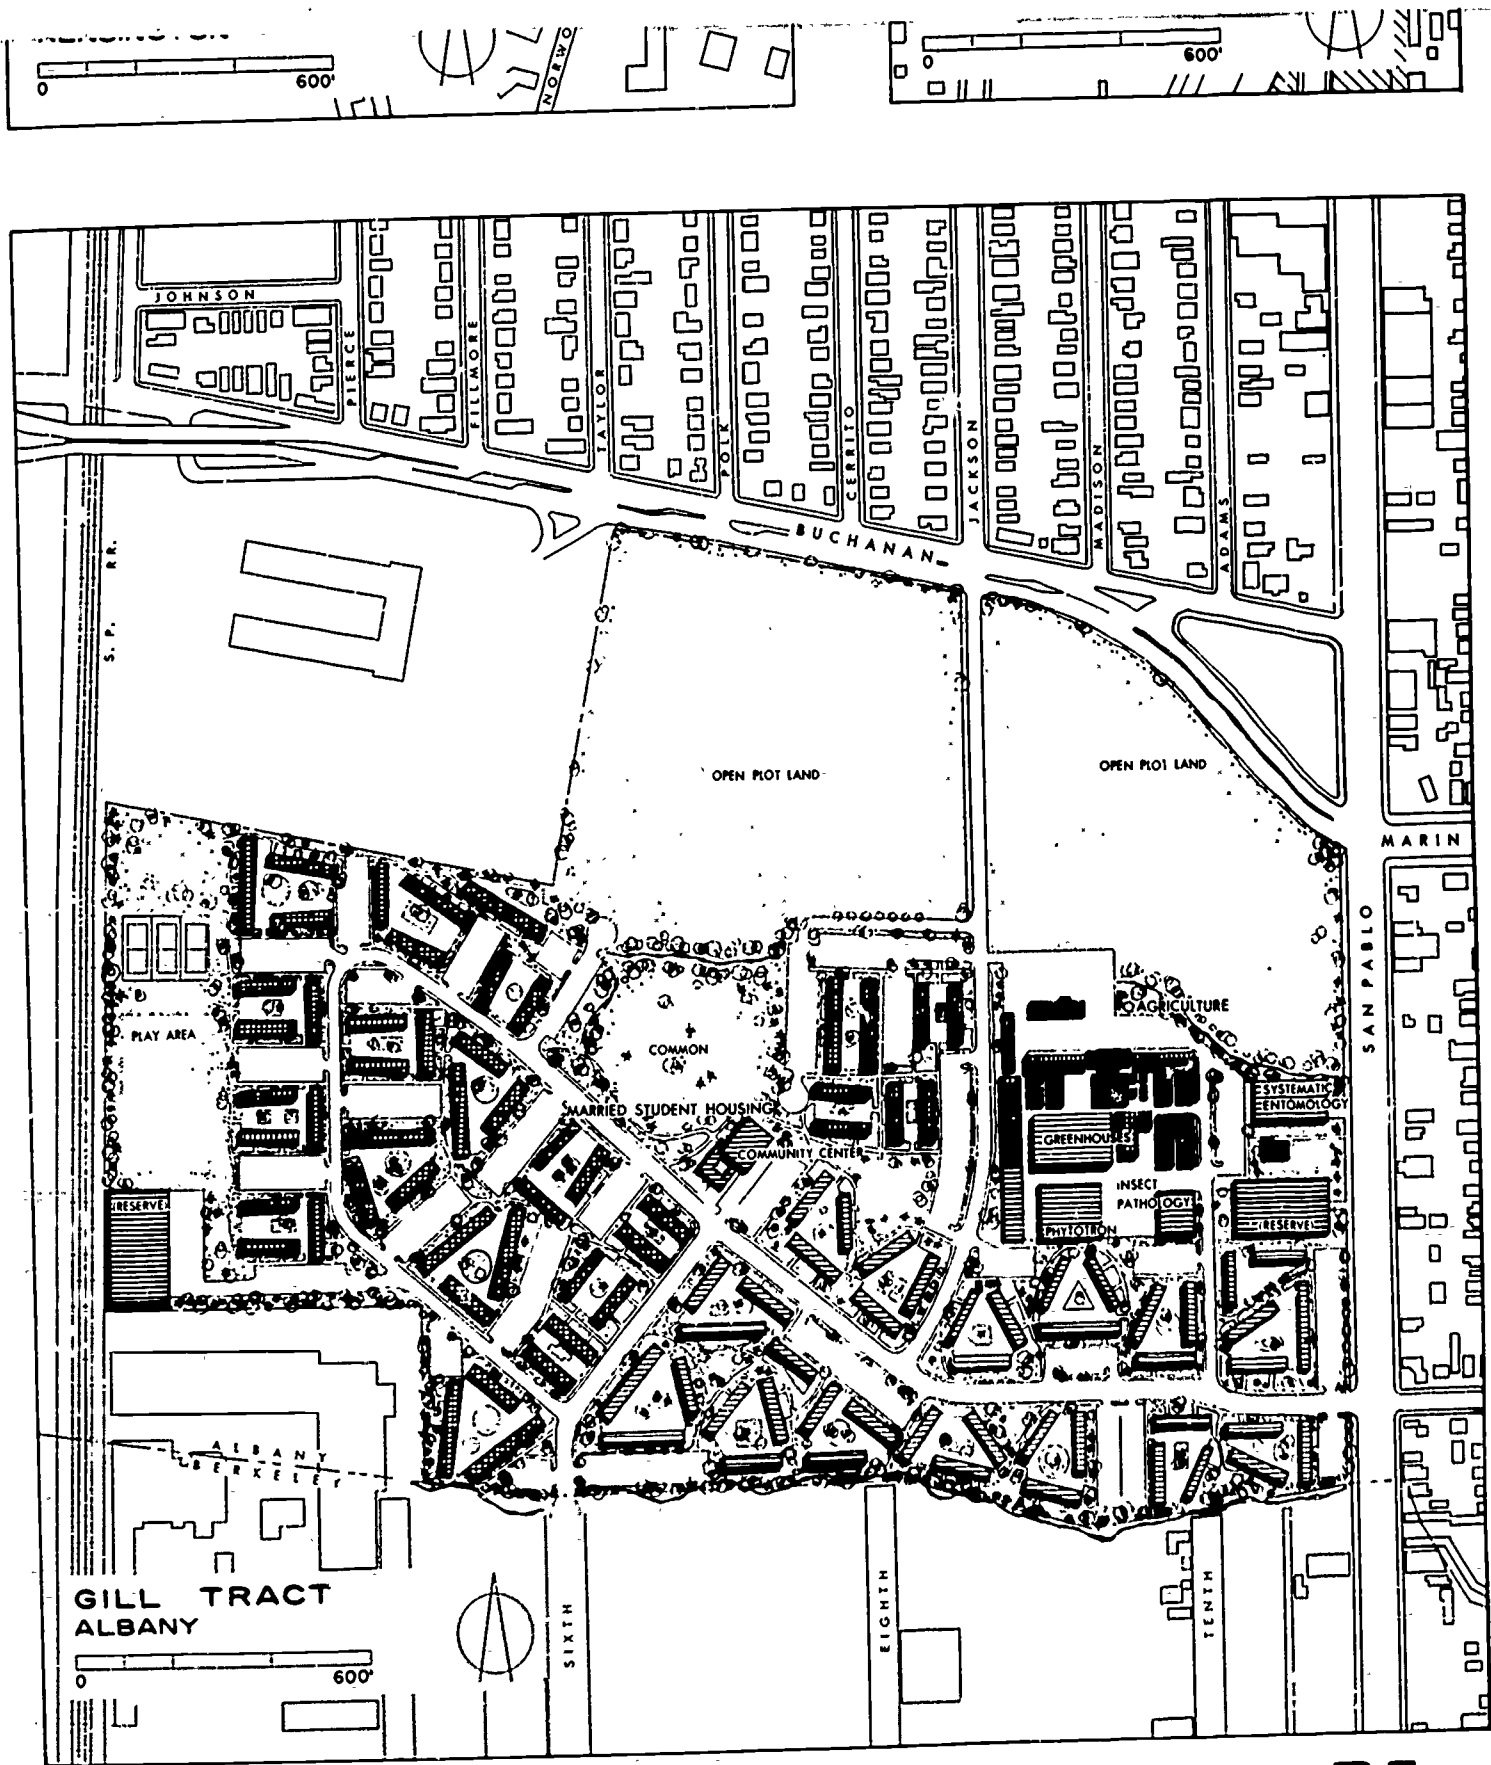 KENSINGTON
0
600'
NORWO
0
600'
JOHNSON
PIERCE
FILLMORE
TAYLOR
POLK
CERRITO
JACKSON
MADISON
ADAMS
BUCHANAN
S. P. RR.
OPEN PLOT LAND
OPEN PLOT LAND
MARIN
SAN PABLO
AGRICULTURE
PLAY AREA
COMMON
MARRIED STUDENT HOUSING
COMMUNITY CENTER
SYSTEMATIC
ENTOMOLOGY
GREENHOUSES
INSECT
PATHOLOGY
PHYTOTRON
(RESERVE)
(RESERVE)
ALBANY
BERKELEY
GILL TRACT
ALBANY
0
600'
SIXTH
EIGHTH
TENTH